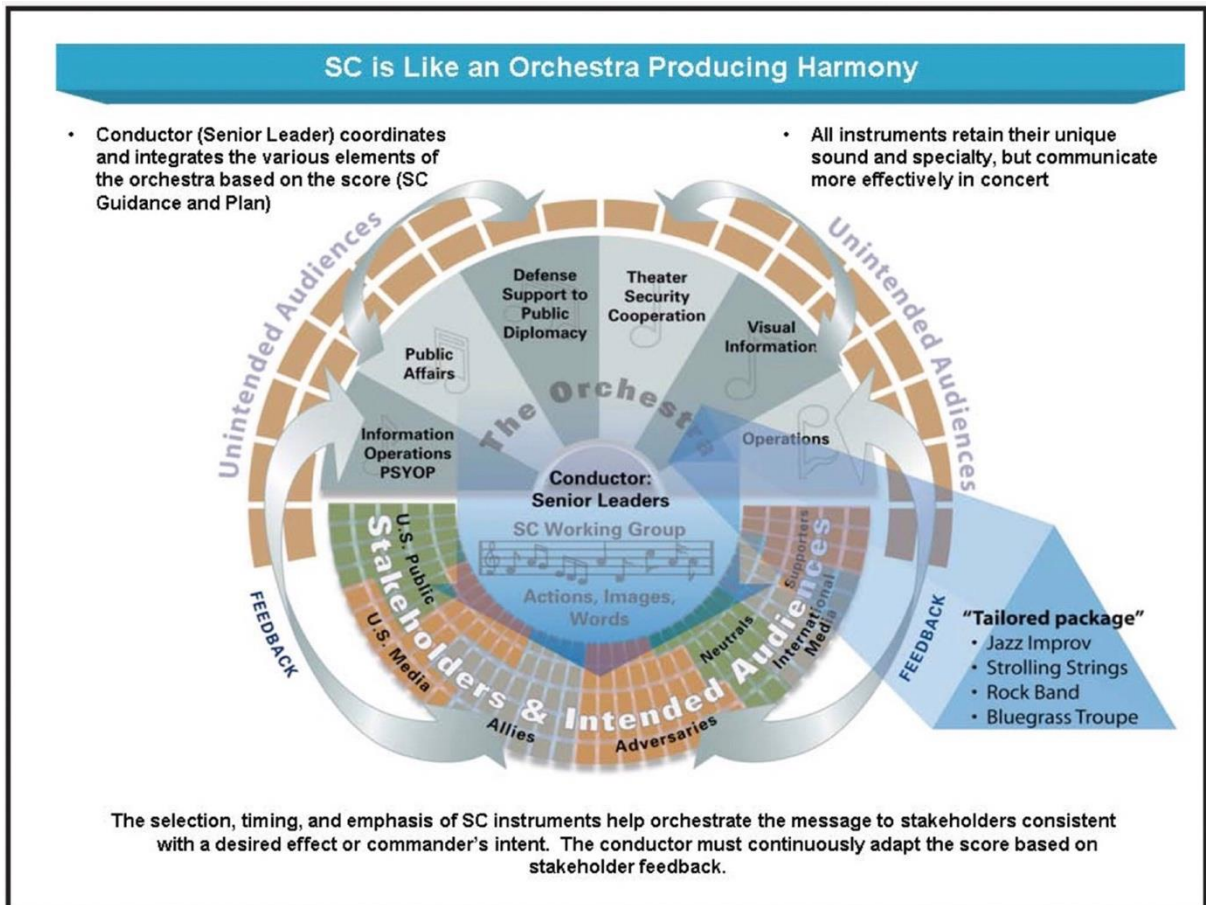 SC is Like an Orchestra Producing Harmony
• Conductor (Senior Leader) coordinates
and integrates the various elements of
the orchestra based on the score (SC
Guidance and Plan)
• All instruments retain their unique
sound and specialty, but communicate
more effectively in concert
Unintended Audiences
Unintended Audiences
Information
Operations
PSYOP
Public
Affairs
Defense
Support to
Public
Diplomacy
Theater
Security
Cooperation
Visual
Information
Operations
The Orchestra
Conductor:
Senior Leaders
SC Working Group
Actions, Images,
Words
Stakeholders & Intended Audiences
U.S. Public
U.S. Media
Allies
Adversaries
Neutrals
International
Media
Supporters
FEEDBACK
FEEDBACK
"Tailored package"
• Jazz Improv
• Strolling Strings
• Rock Band
• Bluegrass Troupe
The selection, timing, and emphasis of SC instruments help orchestrate the message to stakeholders consistent
with a desired effect or commander's intent. The conductor must continuously adapt the score based on
stakeholder feedback.